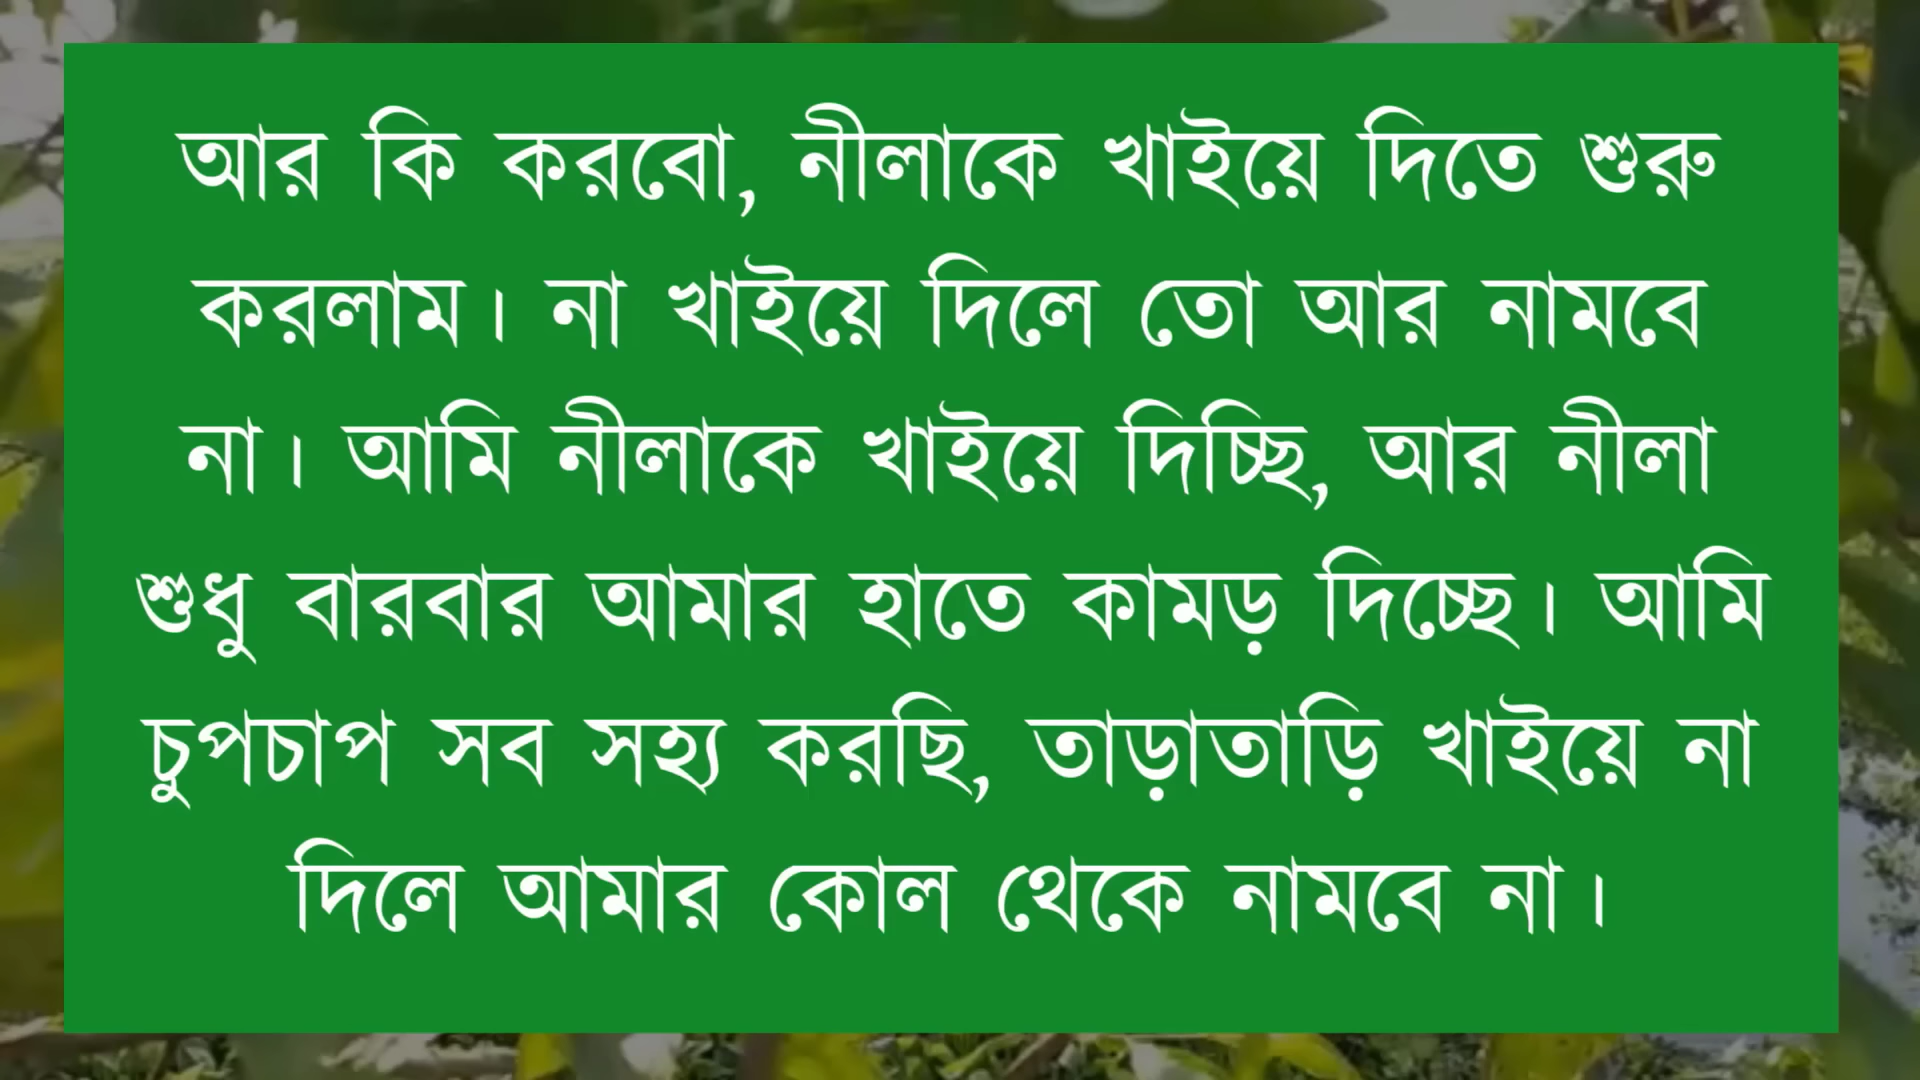 আর কি করবো, নীলাকে খাইয়ে দিতে শুরু
করলাম। না খাইয়ে দিলে তো আর নামবে
না। আমি নীলাকে খাইয়ে দিচ্ছি, আর নীলা
শুধু বারবার আমার হাতে কামড় দিচ্ছে। আমি
চুপচাপ সব সহ্য করছি, তাড়াতাড়ি খাইয়ে না
দিলে আমার কোল থেকে নামবে না।